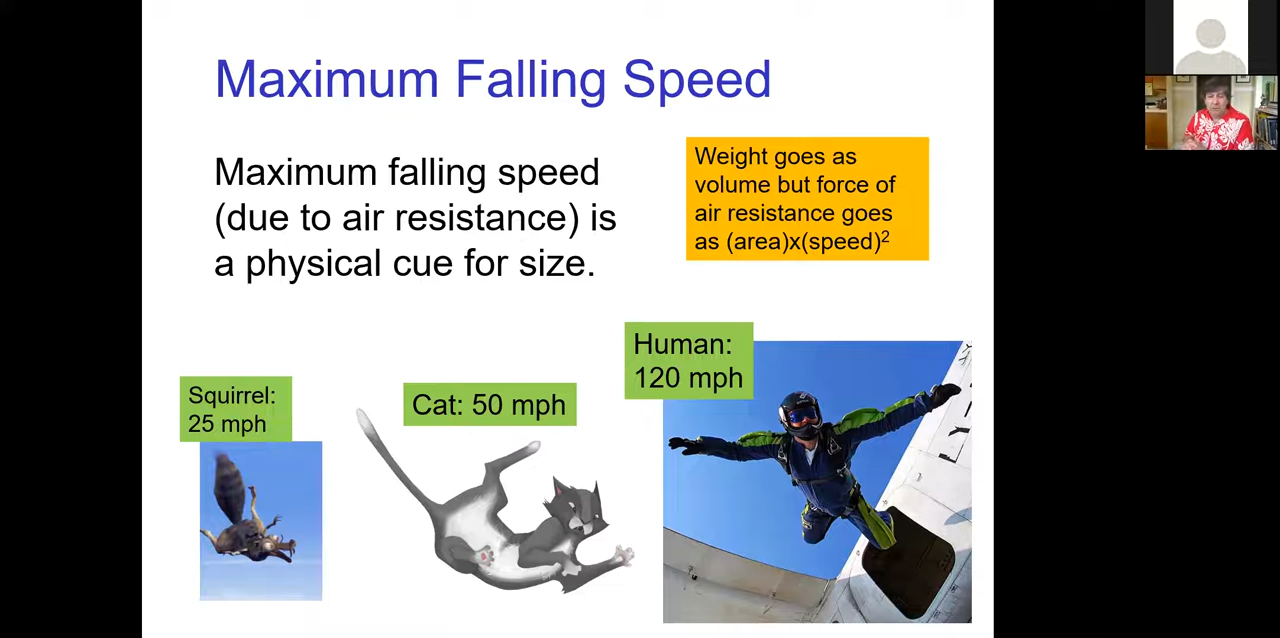 Maximum Falling Speed
Maximum falling speed
(due to air resistance) is
a physical cue for size.
Weight goes as
volume but force of
air resistance goes
as (area)x(speed)²
Squirrel:
25 mph
Cat: 50 mph
Human:
120 mph